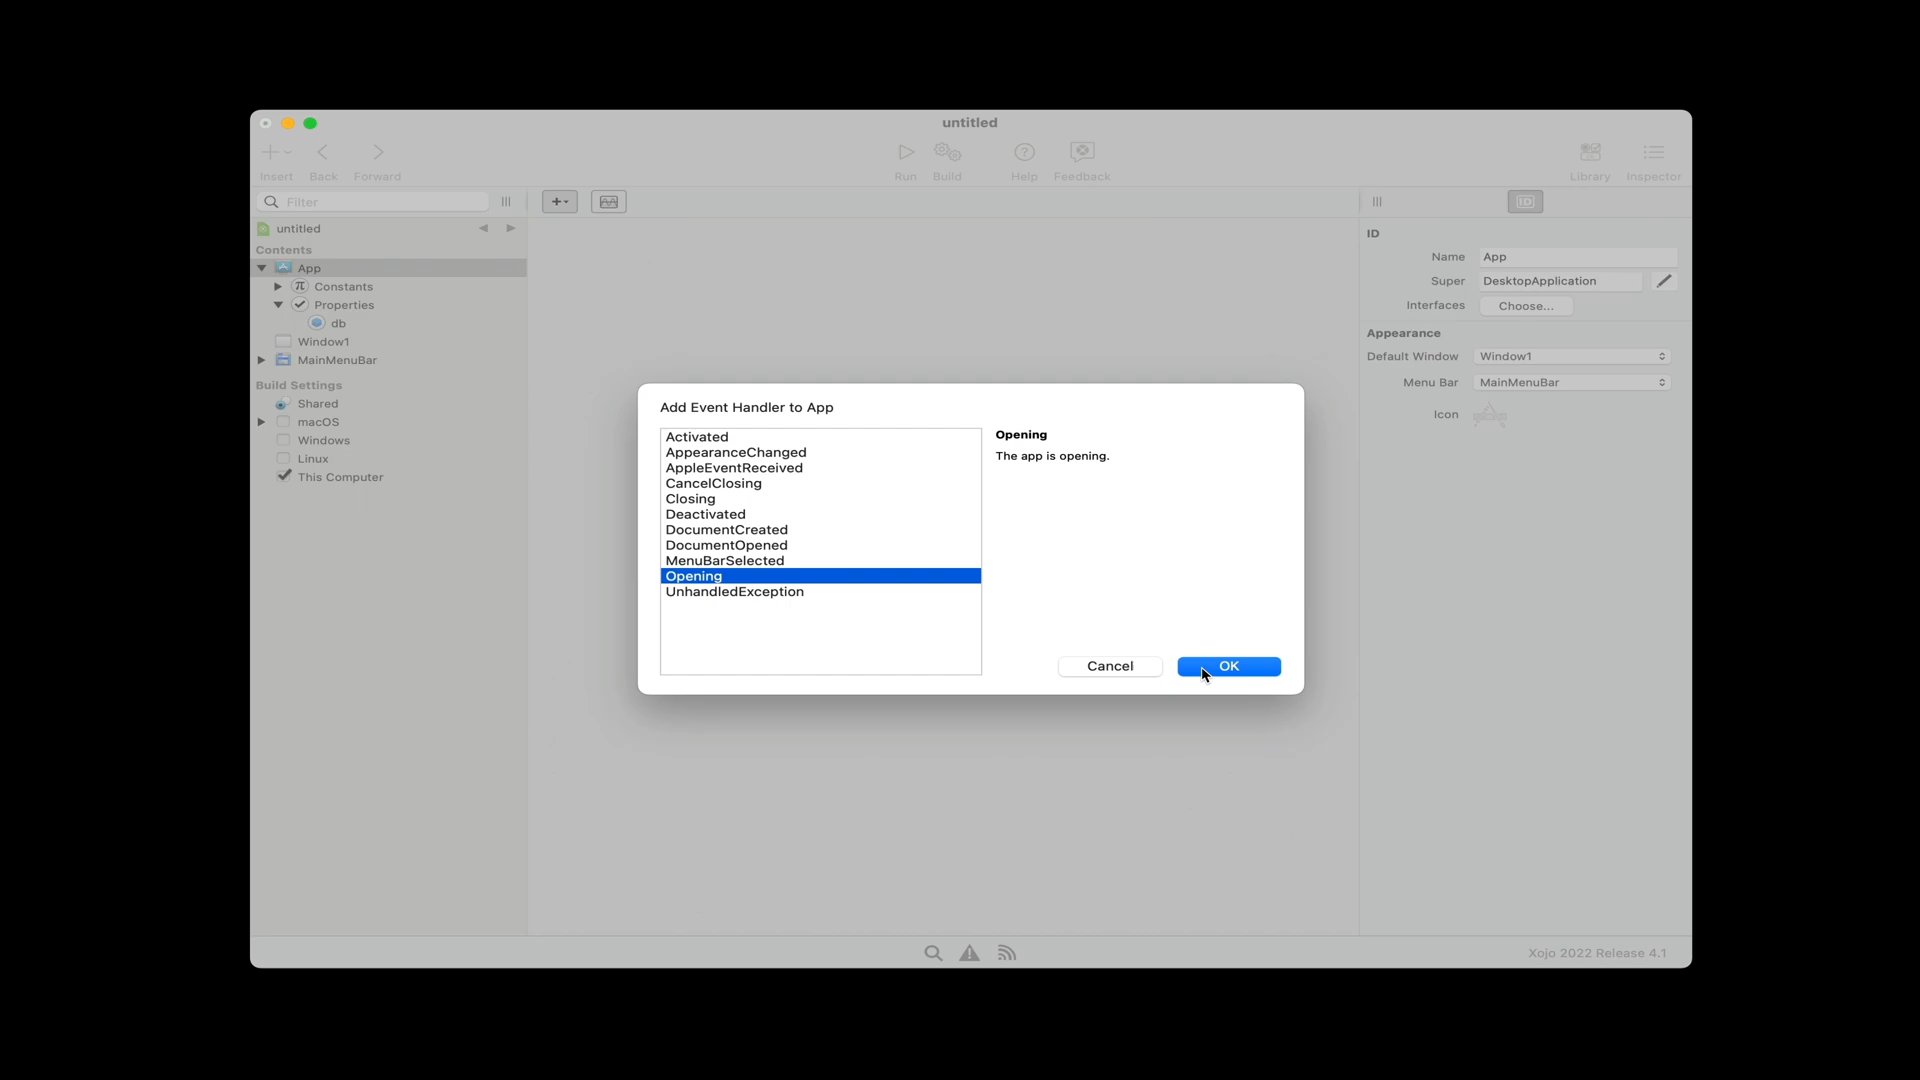 untitled
Insert Back Forward
Run Build Help Feedback
Library Inspector
Filter
untitled
Contents
App
Constants
Properties
db
Window1
MainMenuBar
Build Settings
Shared
macOS
Windows
Linux
This Computer
Add Event Handler to App
Activated
AppearanceChanged
AppleEventReceived
CancelClosing
Closing
Deactivated
DocumentCreated
DocumentOpened
MenuBarSelected
Opening
UnhandledException
Opening
The app is opening.
Cancel OK
ID
ID
Name App
Super DesktopApplication
Interfaces Choose...
Appearance
Default Window Window1
Menu Bar MainMenuBar
Icon
Xojo 2022 Release 4.1